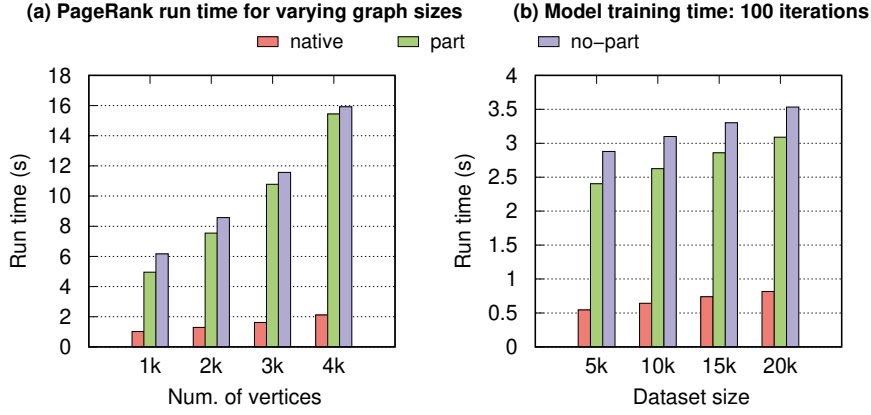 (a) PageRank run time for varying graph sizes
(b) Model training time: 100 iterations
native part no-part
Run time (s)
18
16
14
12
10
8
6
4
2
0
1k 2k 3k 4k
Num. of vertices
Run time (s)
4
3.5
3
2.5
2
1.5
1
0.5
0
5k 10k 15k 20k
Dataset size